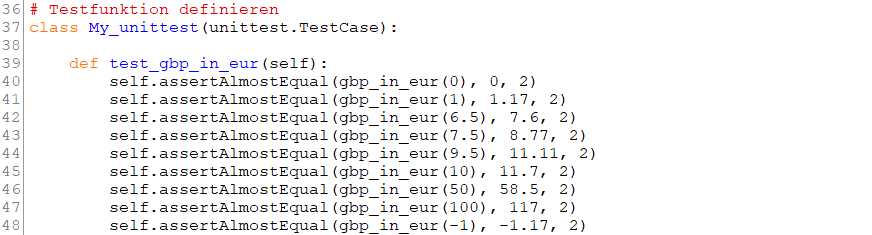 36 # Testfunktion definieren
37 class My_unittest(unittest.TestCase):
38
39     def test_gbp_in_eur(self):
40         self.assertAlmostEqual(gbp_in_eur(0), 0, 2)
41         self.assertAlmostEqual(gbp_in_eur(1), 1.17, 2)
42         self.assertAlmostEqual(gbp_in_eur(6.5), 7.6, 2)
43         self.assertAlmostEqual(gbp_in_eur(7.5), 8.77, 2)
44         self.assertAlmostEqual(gbp_in_eur(9.5), 11.11, 2)
45         self.assertAlmostEqual(gbp_in_eur(10), 11.7, 2)
46         self.assertAlmostEqual(gbp_in_eur(50), 58.5, 2)
47         self.assertAlmostEqual(gbp_in_eur(100), 117, 2)
48         self.assertAlmostEqual(gbp_in_eur(-1), -1.17, 2)